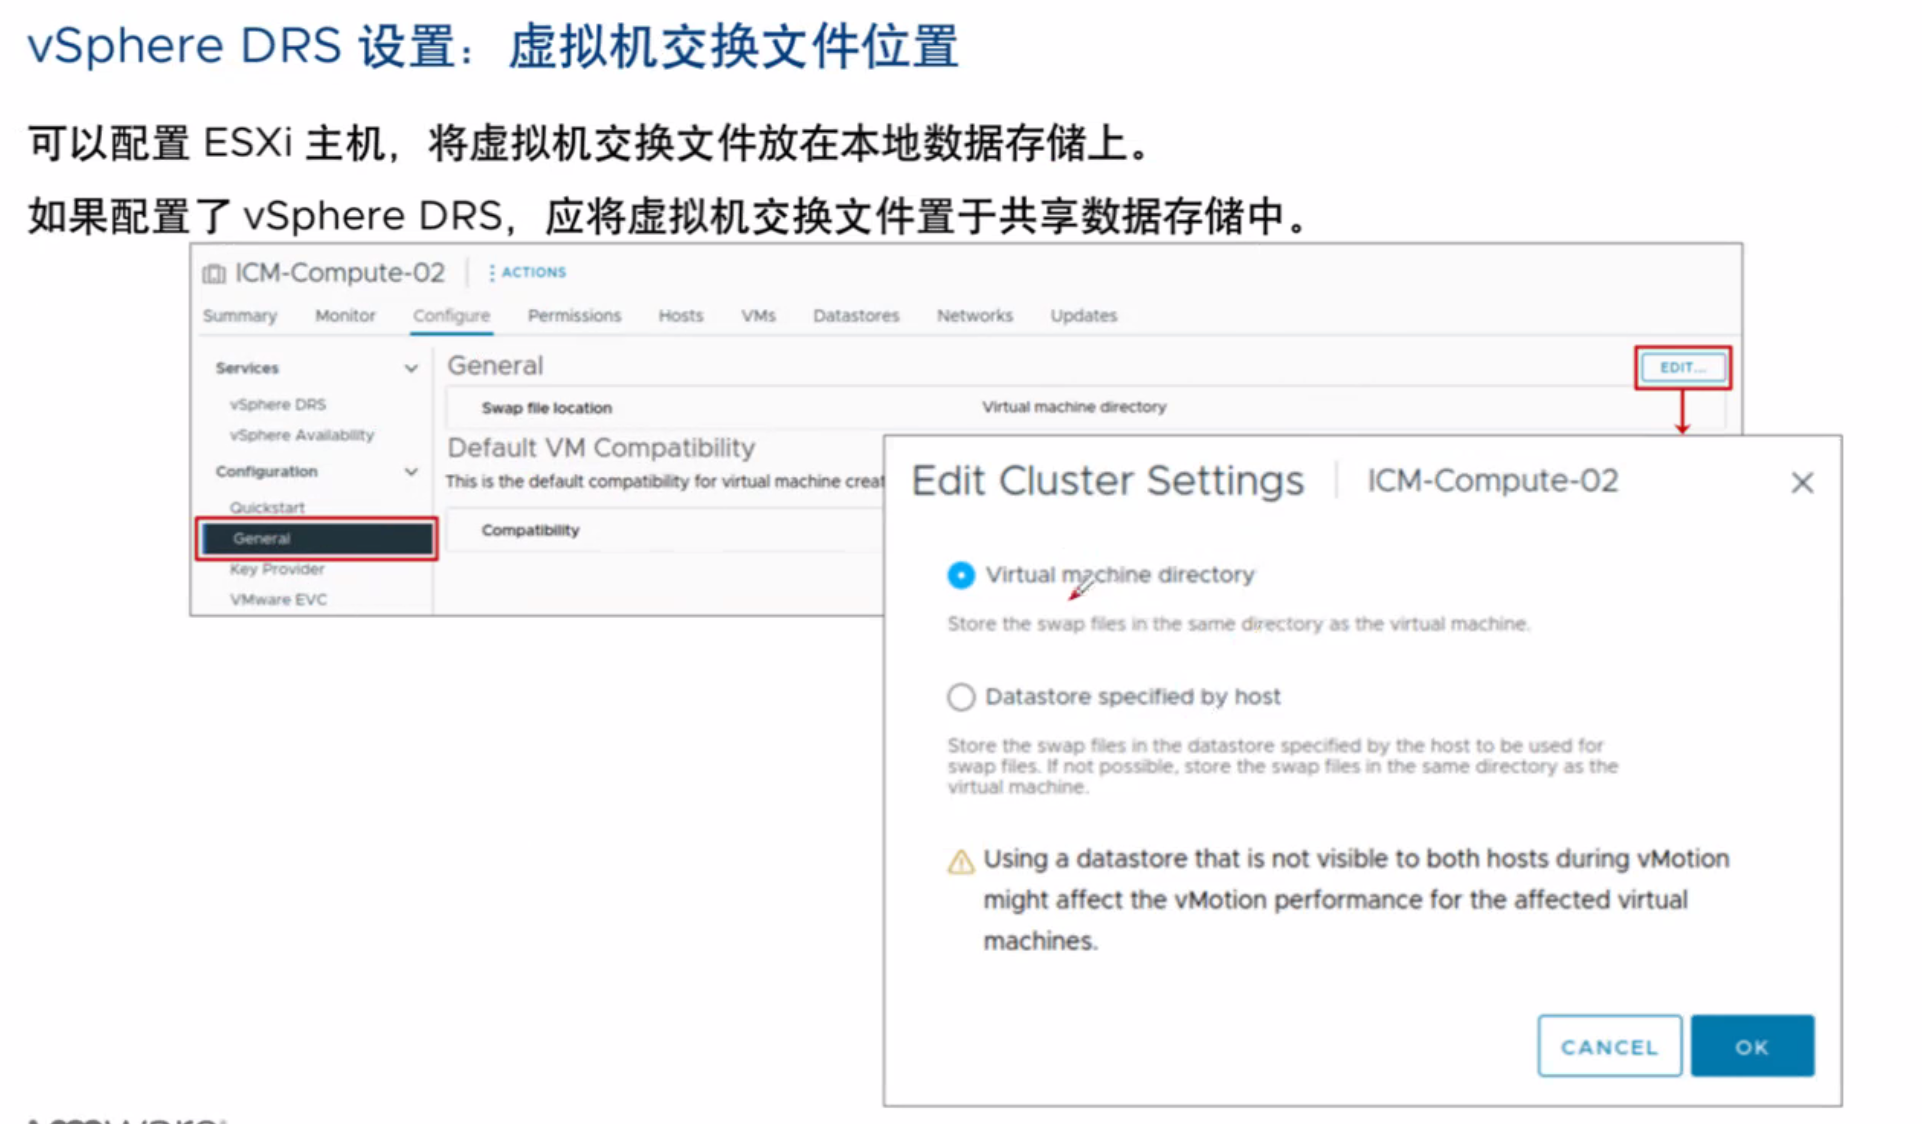 vSphere DRS 设置：虚拟机交换文件位置
可以配置 ESXi 主机，将虚拟机交换文件放在本地数据存储上。
如果配置了 vSphere DRS，应将虚拟机交换文件置于共享数据存储中。
ICM-Compute-02
ACTIONS
Summary Monitor Configure Permissions Hosts VMs Datastores Networks Updates
Services
vSphere DRS
vSphere Availability
Configuration
Quickstart
General
Key Provider
VMware EVC
General
EDIT...
Swap file location Virtual machine directory
Default VM Compatibility
This is the default compatibility for virtual machine creat
Compatibility
Edit Cluster Settings ICM-Compute-02
Virtual machine directory
Store the swap files in the same directory as the virtual machine.
Datastore specified by host
Store the swap files in the datastore specified by the host to be used for
swap files. If not possible, store the swap files in the same directory as the
virtual machine.
Using a datastore that is not visible to both hosts during vMotion
might affect the vMotion performance for the affected virtual
machines.
CANCEL OK